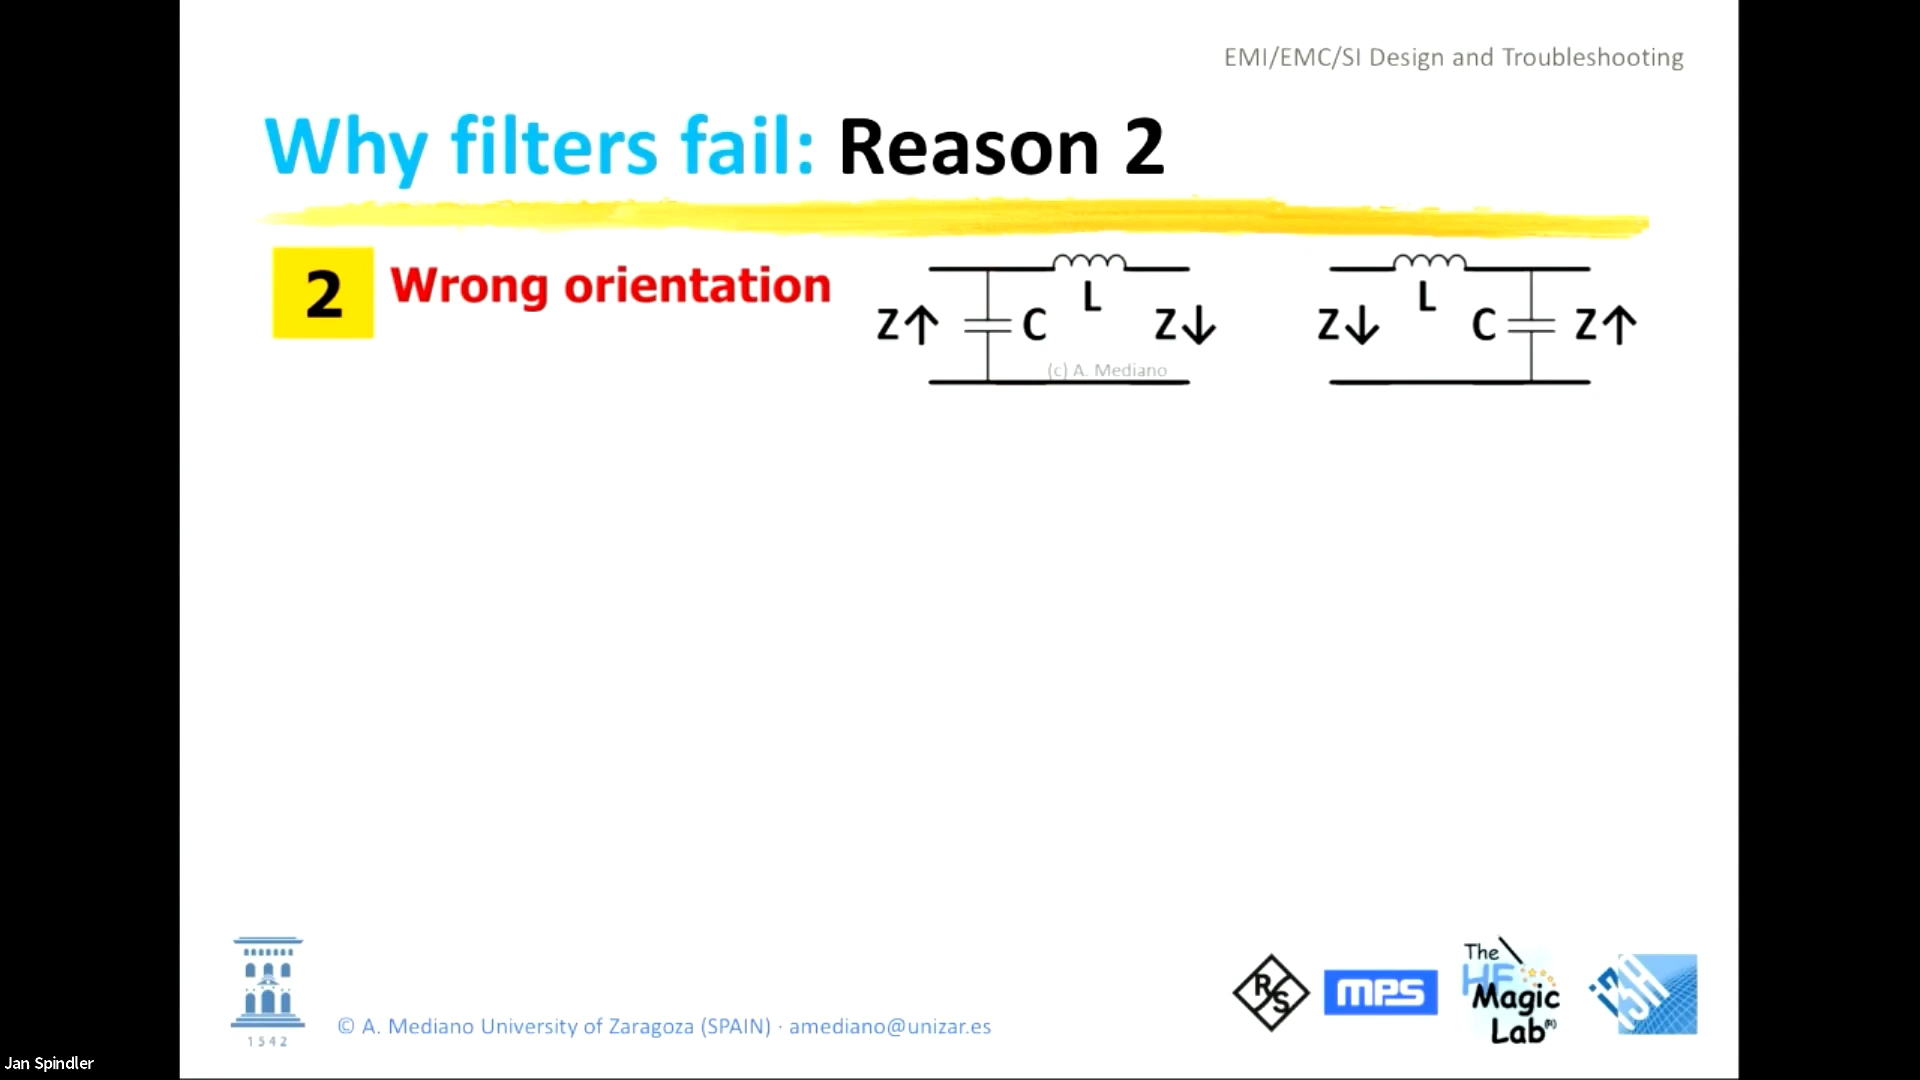 EMI/EMC/SI Design and Troubleshooting
Why filters fail: Reason 2
2 Wrong orientation
L L
Z↑ C Z↓ Z↓ C Z↑
(c) A. Mediano
The
HF
Magic
Lab(R)
R&S
MPS
iFSH
© A. Mediano University of Zaragoza (SPAIN) · amediano@unizar.es
1542
Jan Spindler